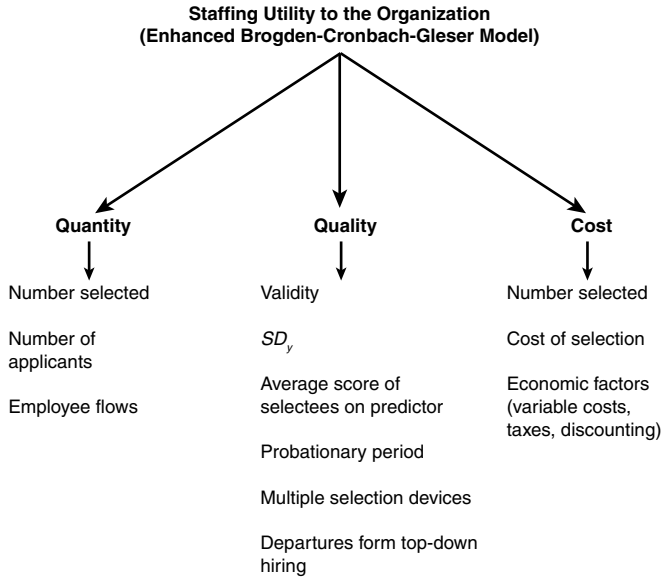 Staffing Utility to the Organization
(Enhanced Brogden-Cronbach-Gleser Model)
Quantity
Number selected
Number of
applicants
Employee flows
Quality
Validity
SDy
Average score of
selectees on predictor
Probationary period
Multiple selection devices
Departures form top-down
hiring
Cost
Number selected
Cost of selection
Economic factors
(variable costs,
taxes, discounting)